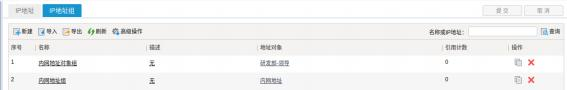 IP地址 IP地址组 提 交 取 消
新建 导入 导出 刷新 高级操作 名称或IP地址: 查询
序号 名称 描述 地址对象 引用计数 操作
1 内网地址对象组 无 研发部-领导 0
2 内网地址组 无 内网地址 0